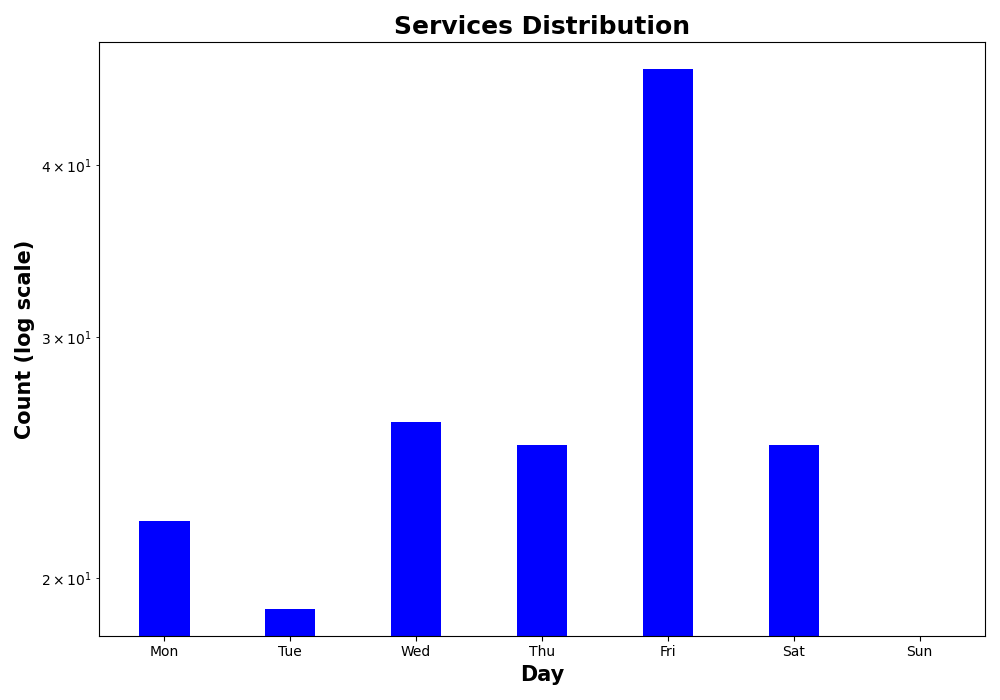 Services Distribution
Count (log scale)
4 × 10¹
3 × 10¹
2 × 10¹
Mon Tue Wed Thu Fri Sat Sun
Day